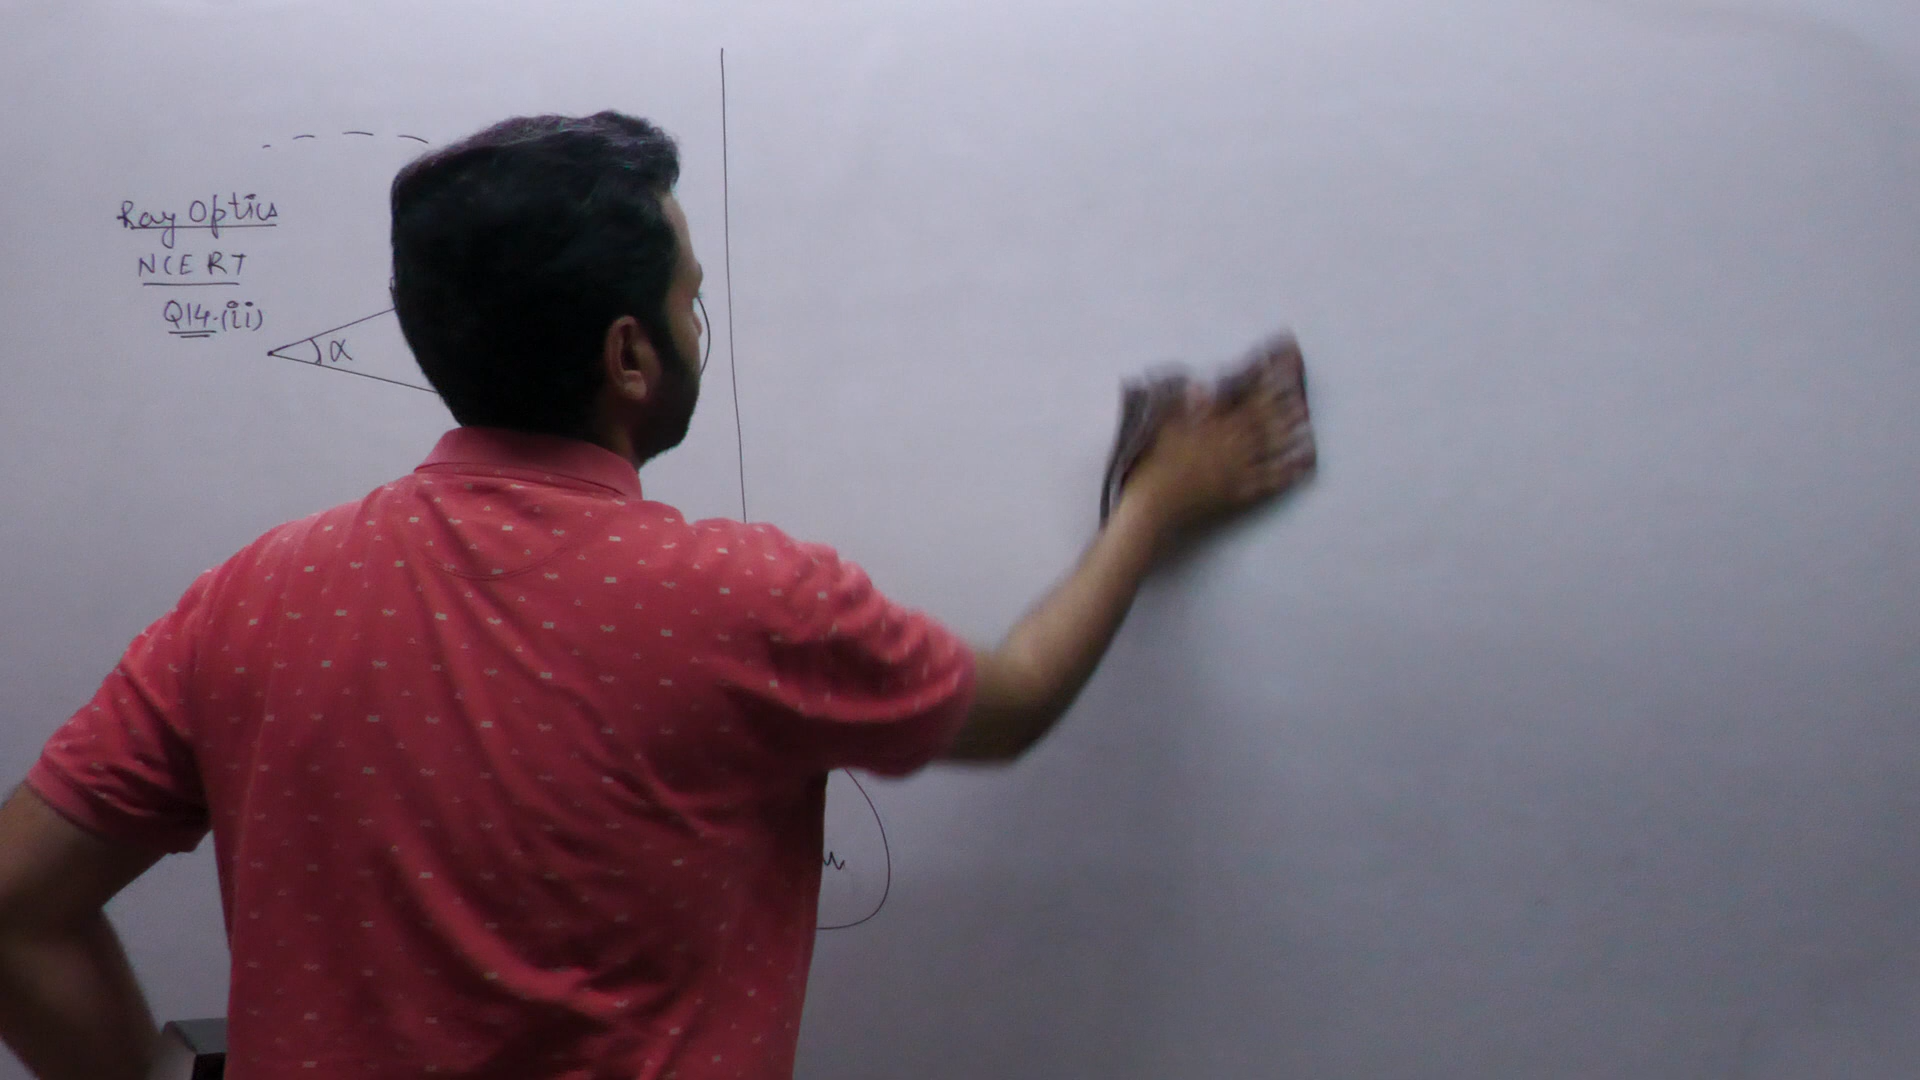 Ray Optics
NCERT
Q14.(ii)
α